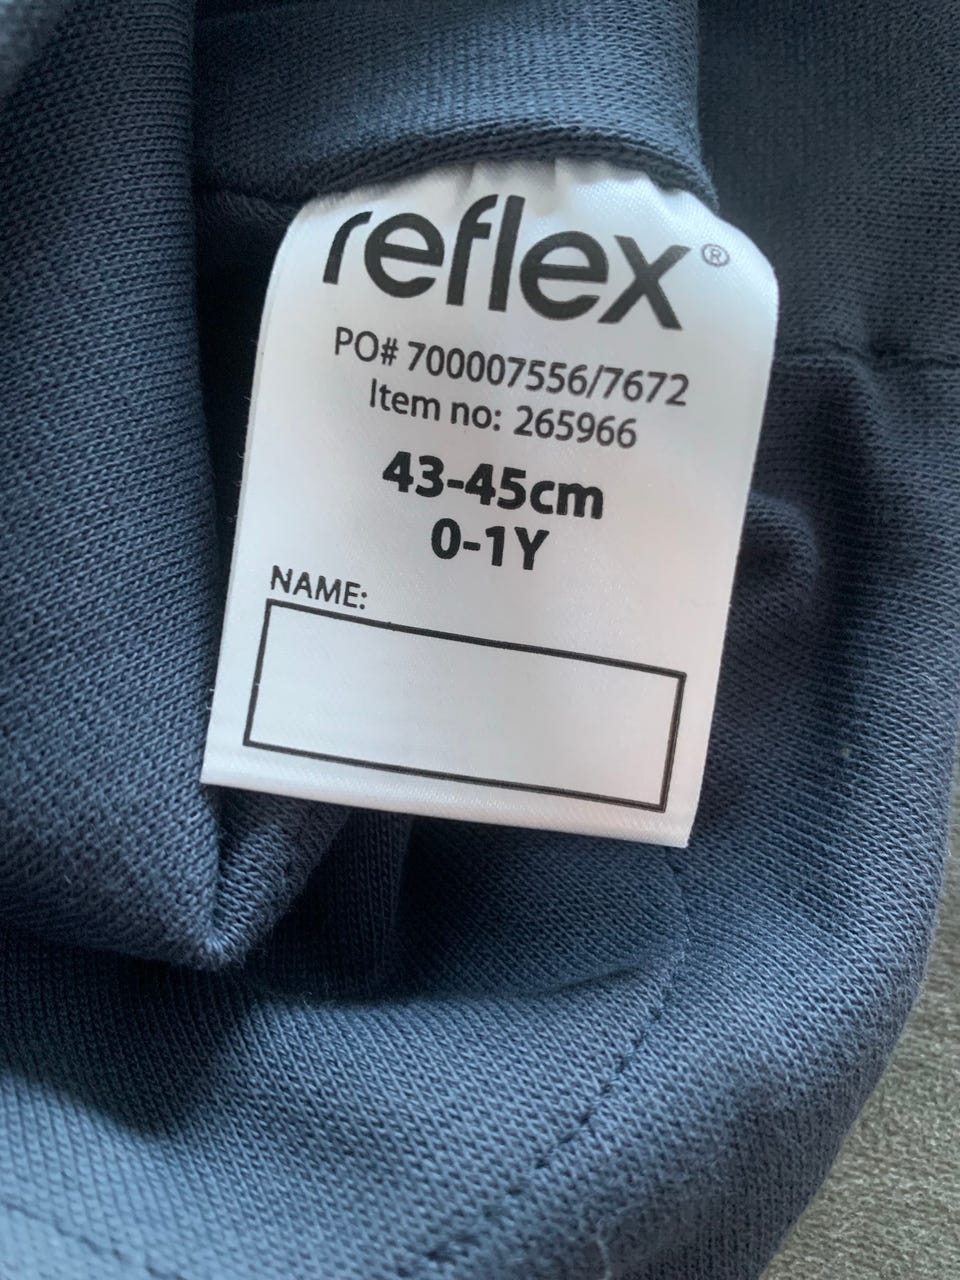 reflex®
PO# 700007556/7672
Item no: 265966
43-45cm
0-1Y
NAME: